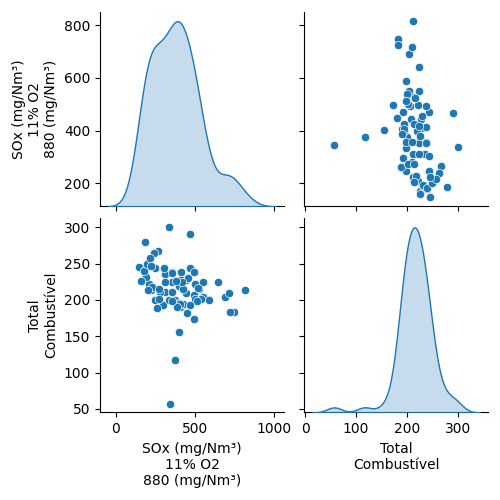 SOx (mg/Nm³)
11% O2
880 (mg/Nm³)
800
600
400
200
Total
Combustível
300
250
200
150
100
50
0
500
1000
SOx (mg/Nm³)
11% O2
880 (mg/Nm³)
0
100
200
300
Total
Combustível